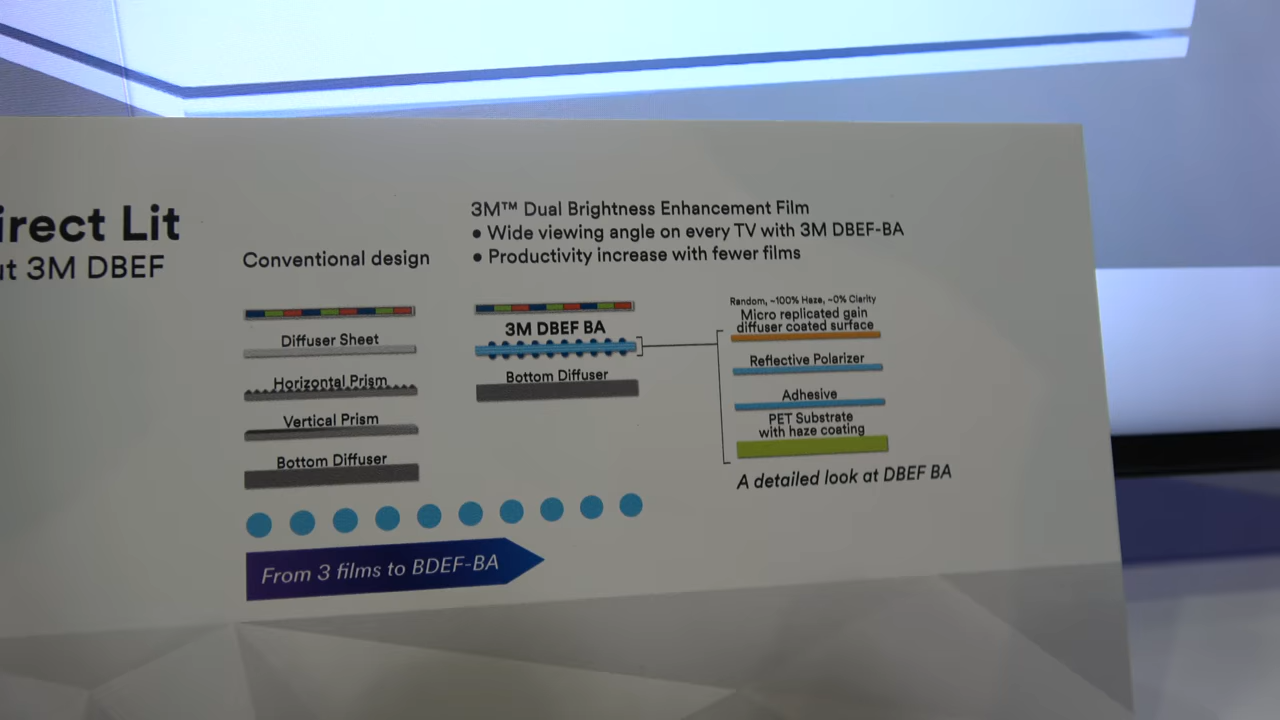 irect Lit
ut 3M DBEF
Conventional design
Diffuser Sheet
Horizontal Prism
Vertical Prism
Bottom Diffuser
3M™ Dual Brightness Enhancement Film
• Wide viewing angle on every TV with 3M DBEF-BA
• Productivity increase with fewer films
3M DBEF BA
Bottom Diffuser
Random, ~100% Haze, ~0% Clarity
Micro replicated gain
diffuser coated surface
Reflective Polarizer
Adhesive
PET Substrate
with haze coating
A detailed look at DBEF BA
From 3 films to BDEF-BA